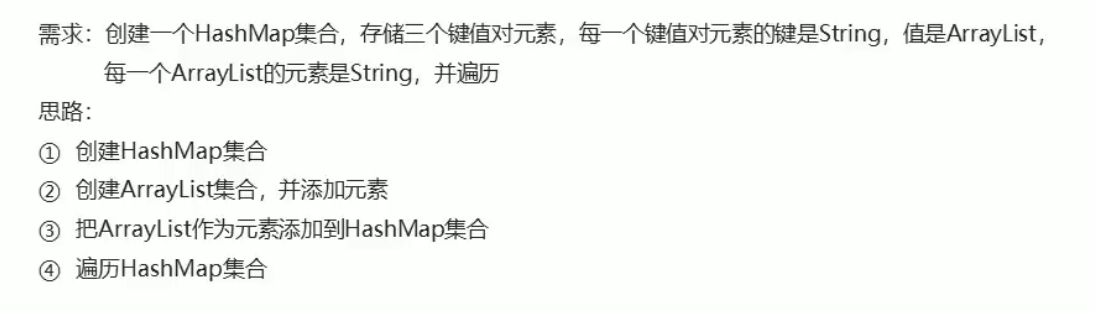 需求：创建一个HashMap集合，存储三个键值对元素，每一个键值对元素的键是String，值是ArrayList，
每一个ArrayList的元素是String，并遍历
思路：
① 创建HashMap集合
② 创建ArrayList集合，并添加元素
③ 把ArrayList作为元素添加到HashMap集合
④ 遍历HashMap集合